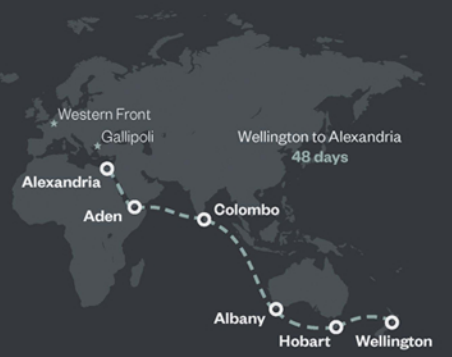 Western Front
Gallipoli
Wellington to Alexandria
48 days
Alexandria
Aden
Colombo
Albany
Hobart
Wellington